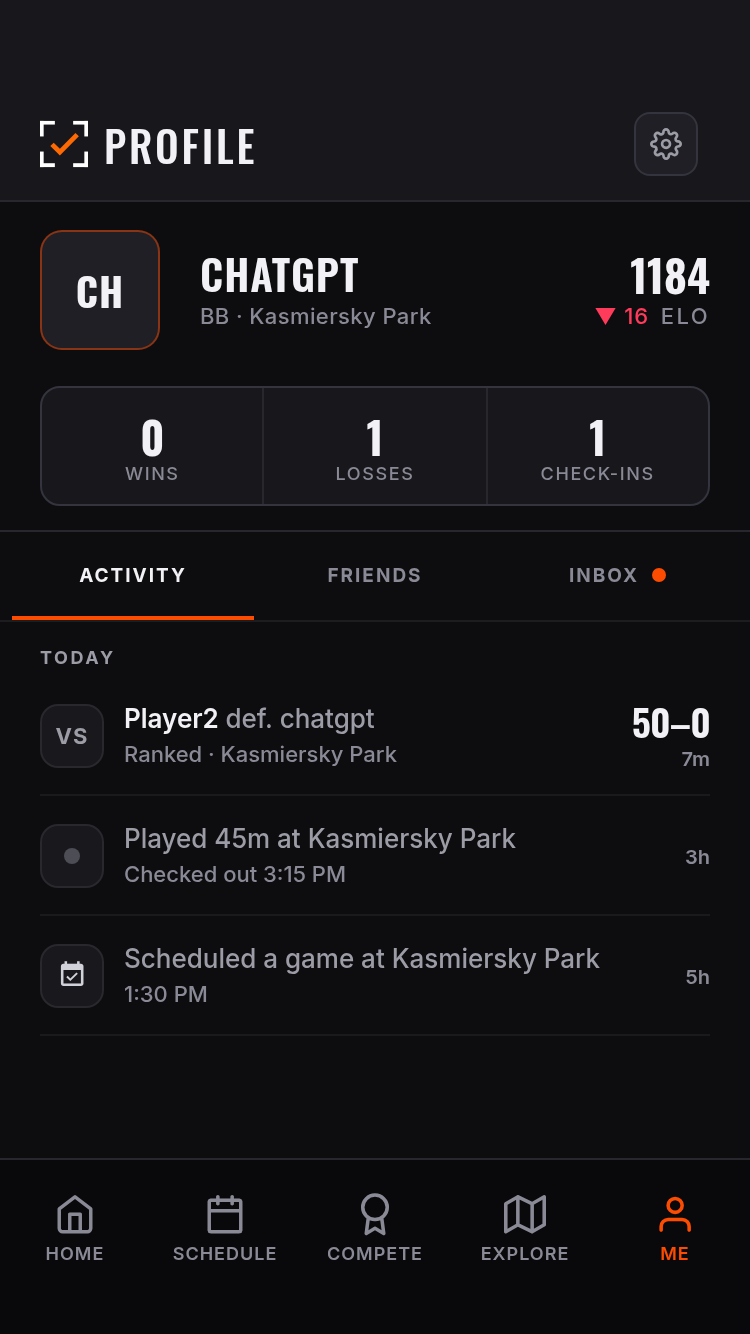 PROFILE
CH
CHATGPT
BB · Kasmiersky Park
1184
▼ 16 ELO
0
WINS
1
LOSSES
1
CHECK-INS
ACTIVITY
FRIENDS
INBOX
TODAY
VS
Player2 def. chatgpt
Ranked · Kasmiersky Park
50–0
7m
Played 45m at Kasmiersky Park
Checked out 3:15 PM
3h
Scheduled a game at Kasmiersky Park
1:30 PM
5h
HOME
SCHEDULE
COMPETE
EXPLORE
ME